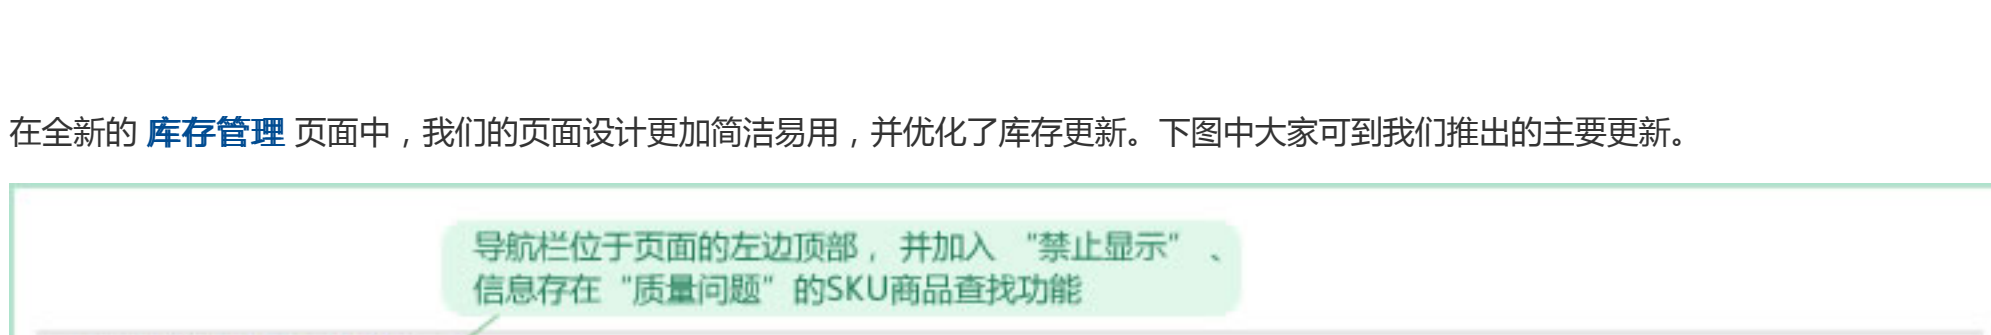 在全新的 库存管理 页面中，我们的页面设计更加简洁易用，并优化了库存更新。下图中大家可到我们推出的主要更新。
导航栏位于页面的左边顶部，并加入 “禁止显示” 、
信息存在 “质量问题” 的SKU商品查找功能